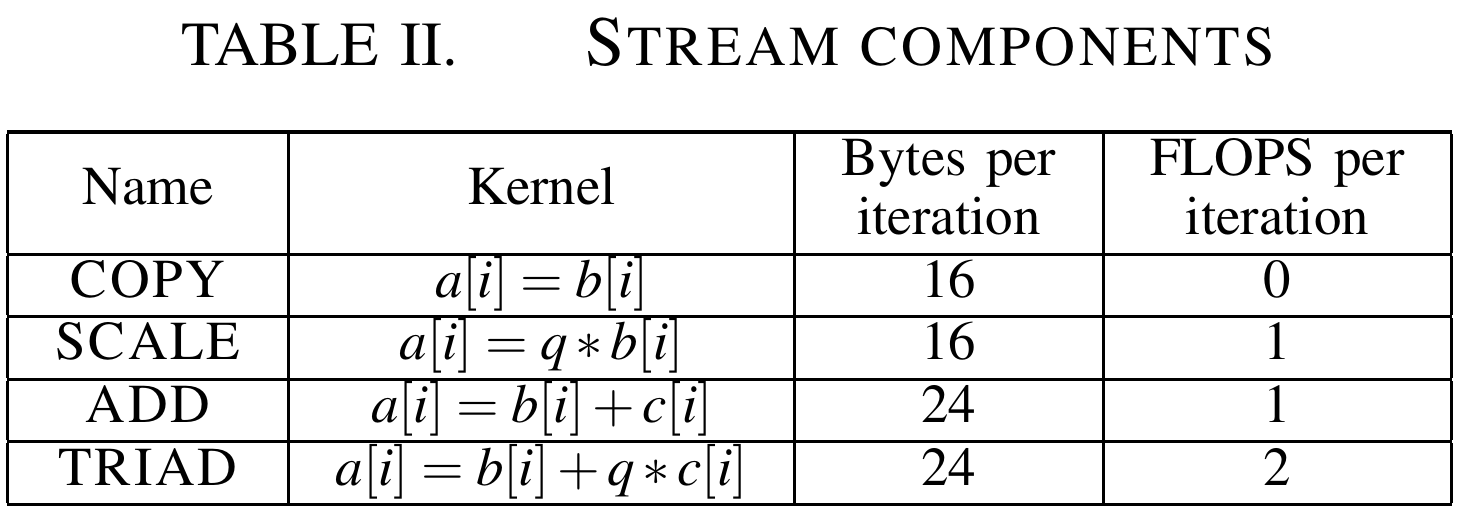 TABLE II. STREAM COMPONENTS
Name Kernel Bytes per iteration FLOPS per iteration
COPY a[i] = b[i] 16 0
SCALE a[i] = q * b[i] 16 1
ADD a[i] = b[i] + c[i] 24 1
TRIAD a[i] = b[i] + q * c[i] 24 2